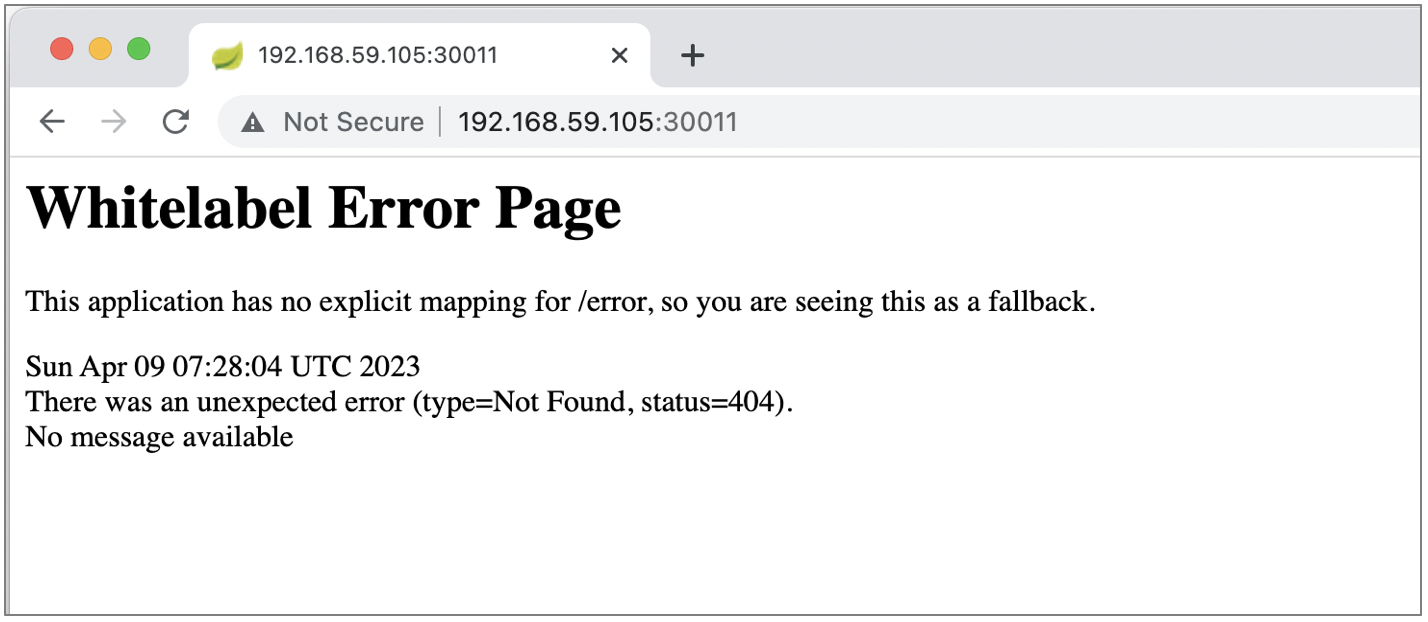 192.168.59.105:30011
Not Secure 192.168.59.105:30011
Whitelabel Error Page
This application has no explicit mapping for /error, so you are seeing this as a fallback.
Sun Apr 09 07:28:04 UTC 2023
There was an unexpected error (type=Not Found, status=404).
No message available